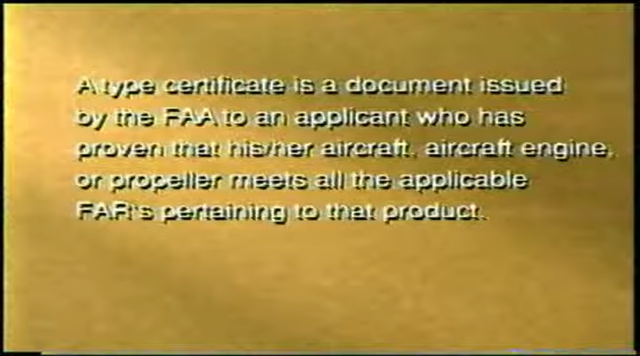 A type certificate is a document issued
by the FAA to an applicant who has
proven that his/her aircraft, aircraft engine,
or propeller meets all the applicable
FAR's pertaining to that product.